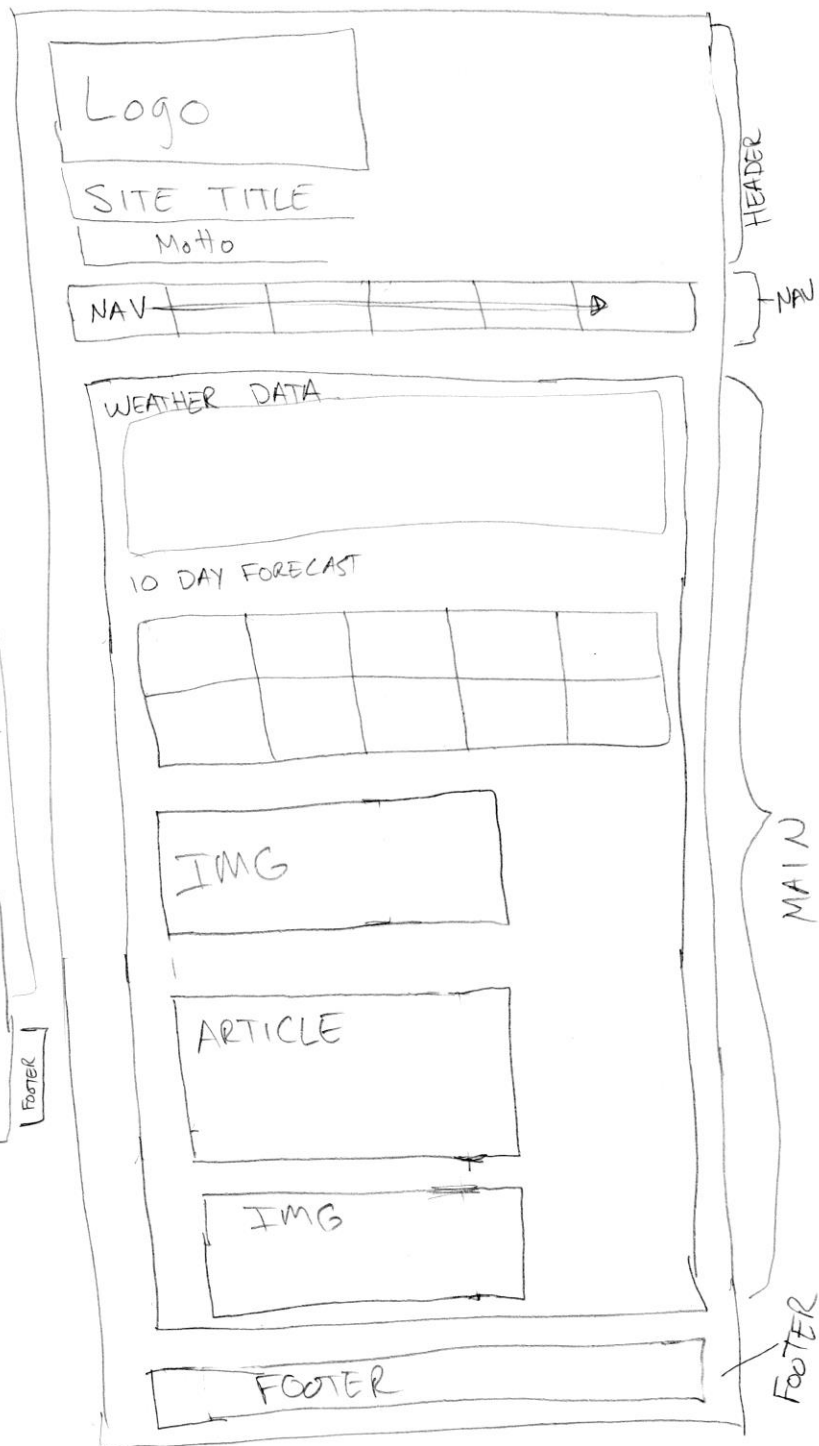 Logo
SITE TITLE
Motto
HEADER
NAV
NAV
WEATHER DATA
10 DAY FORECAST
IMG
MAIN
ARTICLE
FOOTER
IMG
FOOTER
FOOTER